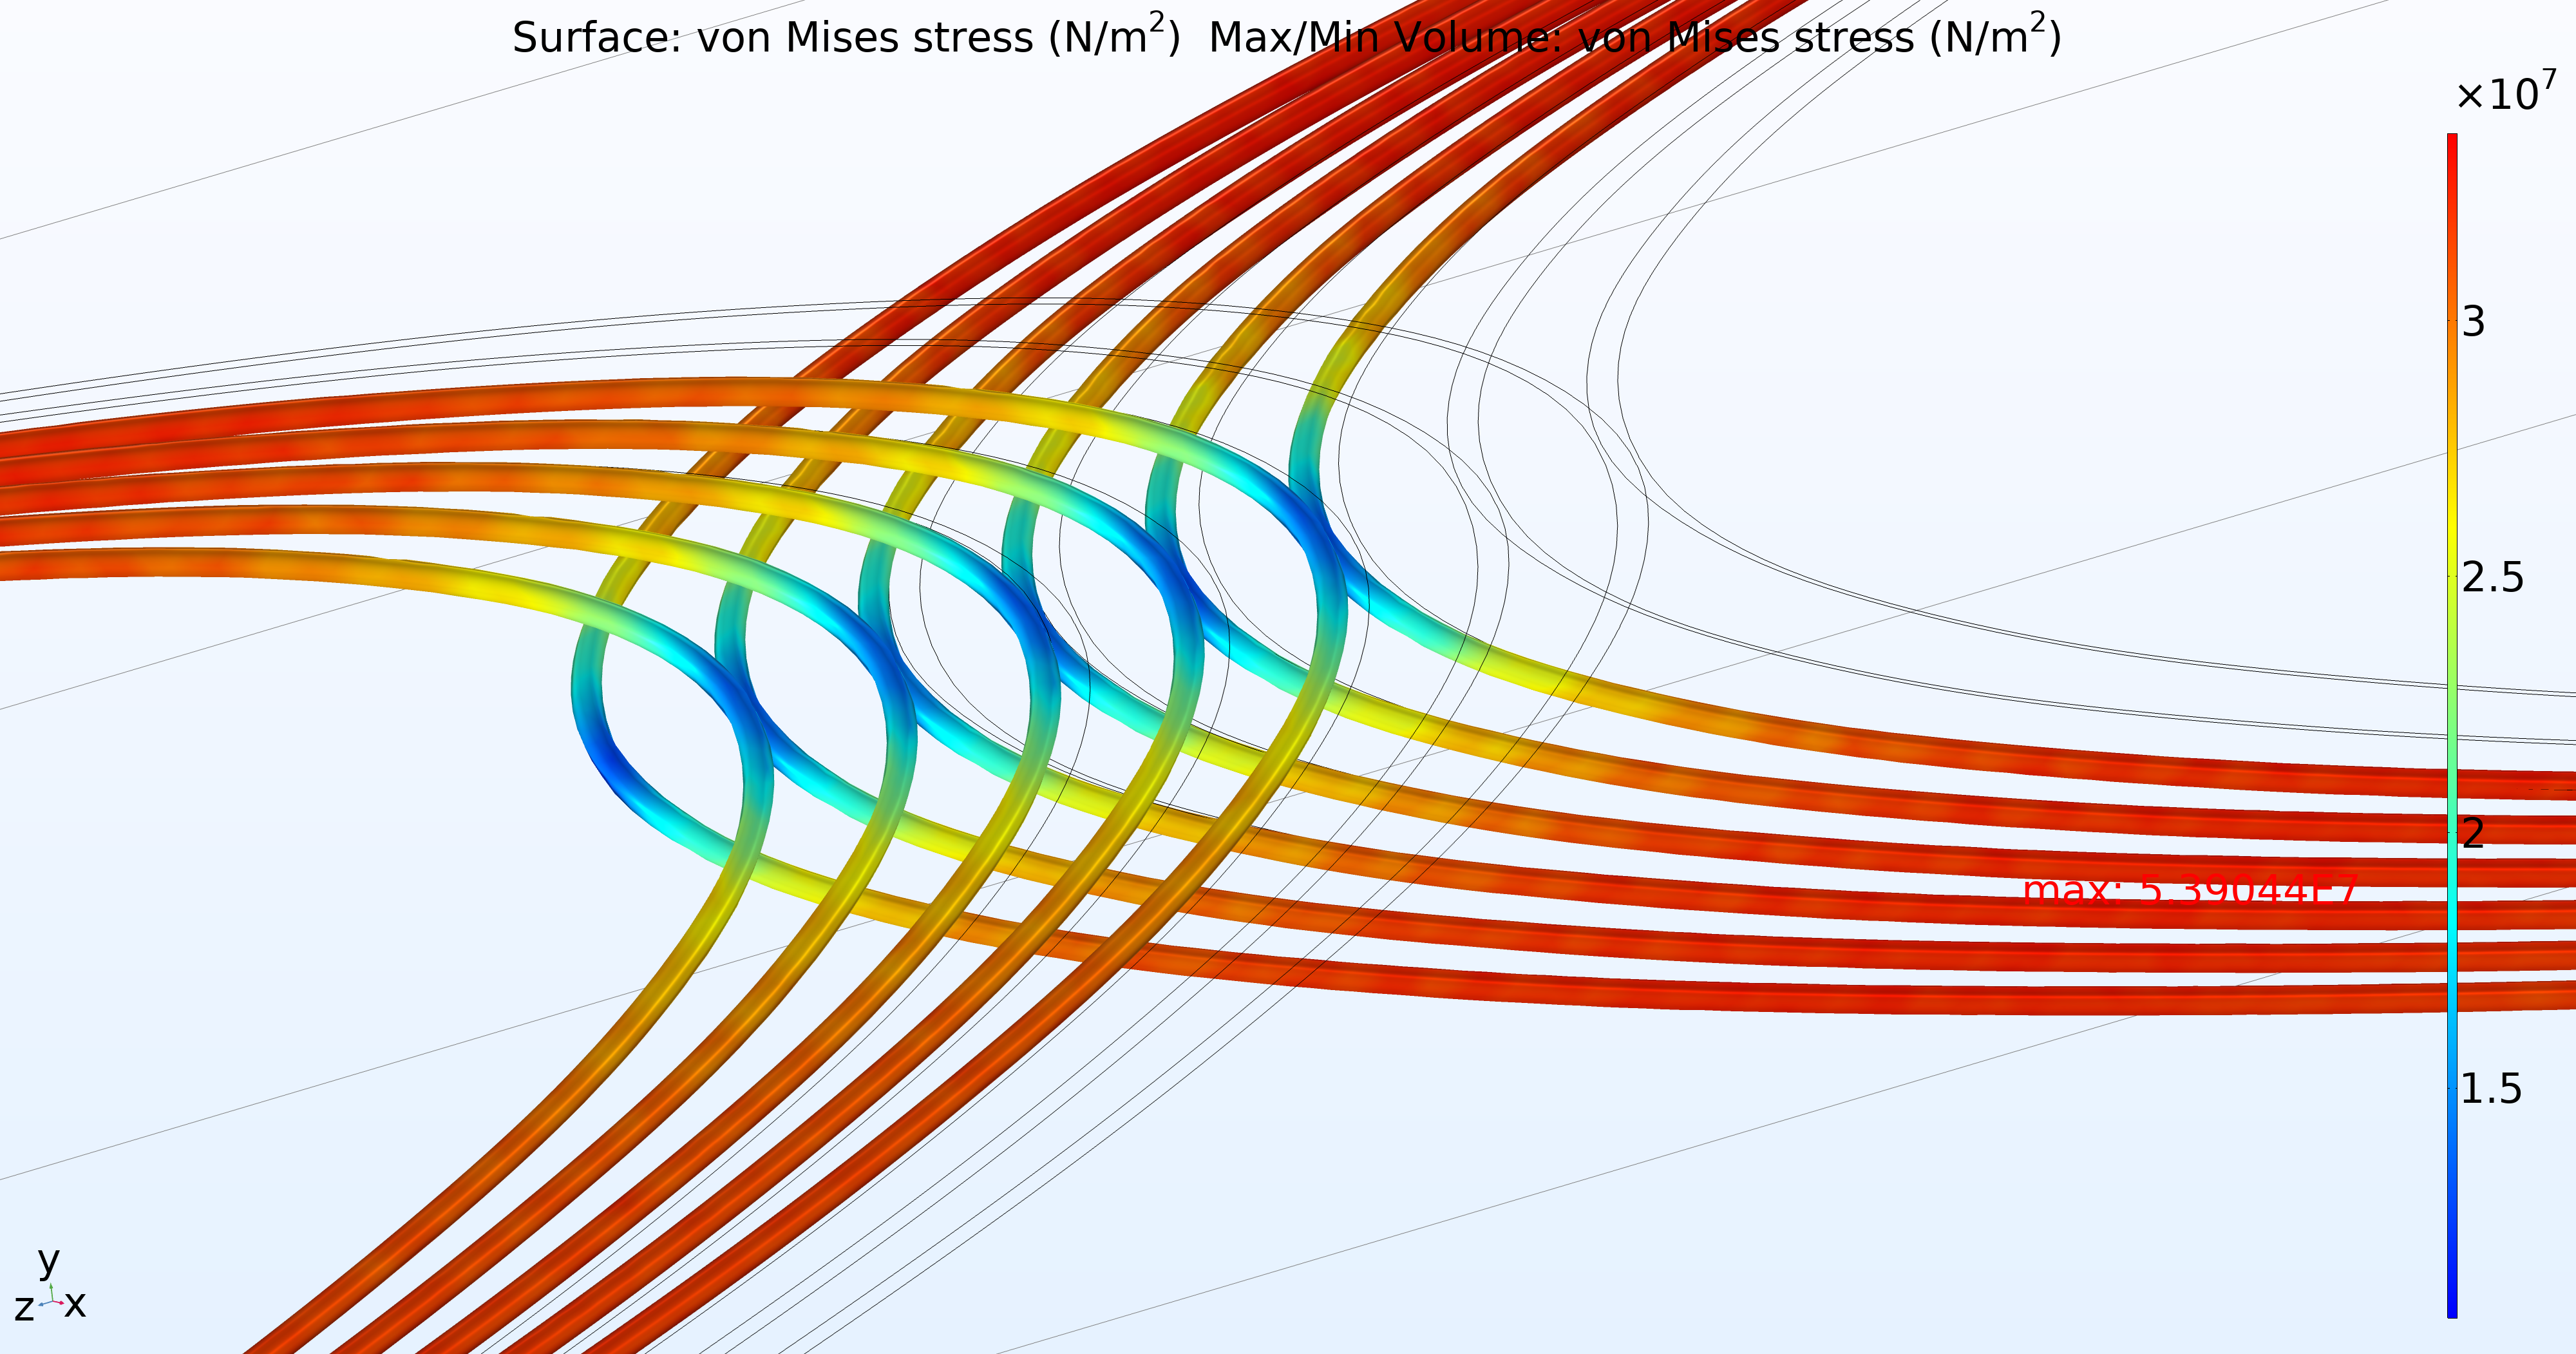 Surface: von Mises stress (N/m²) Max/Min Volume: von Mises stress (N/m²)
×10⁷
3
2.5
2
max: 5.39044E7
1.5
y
z x